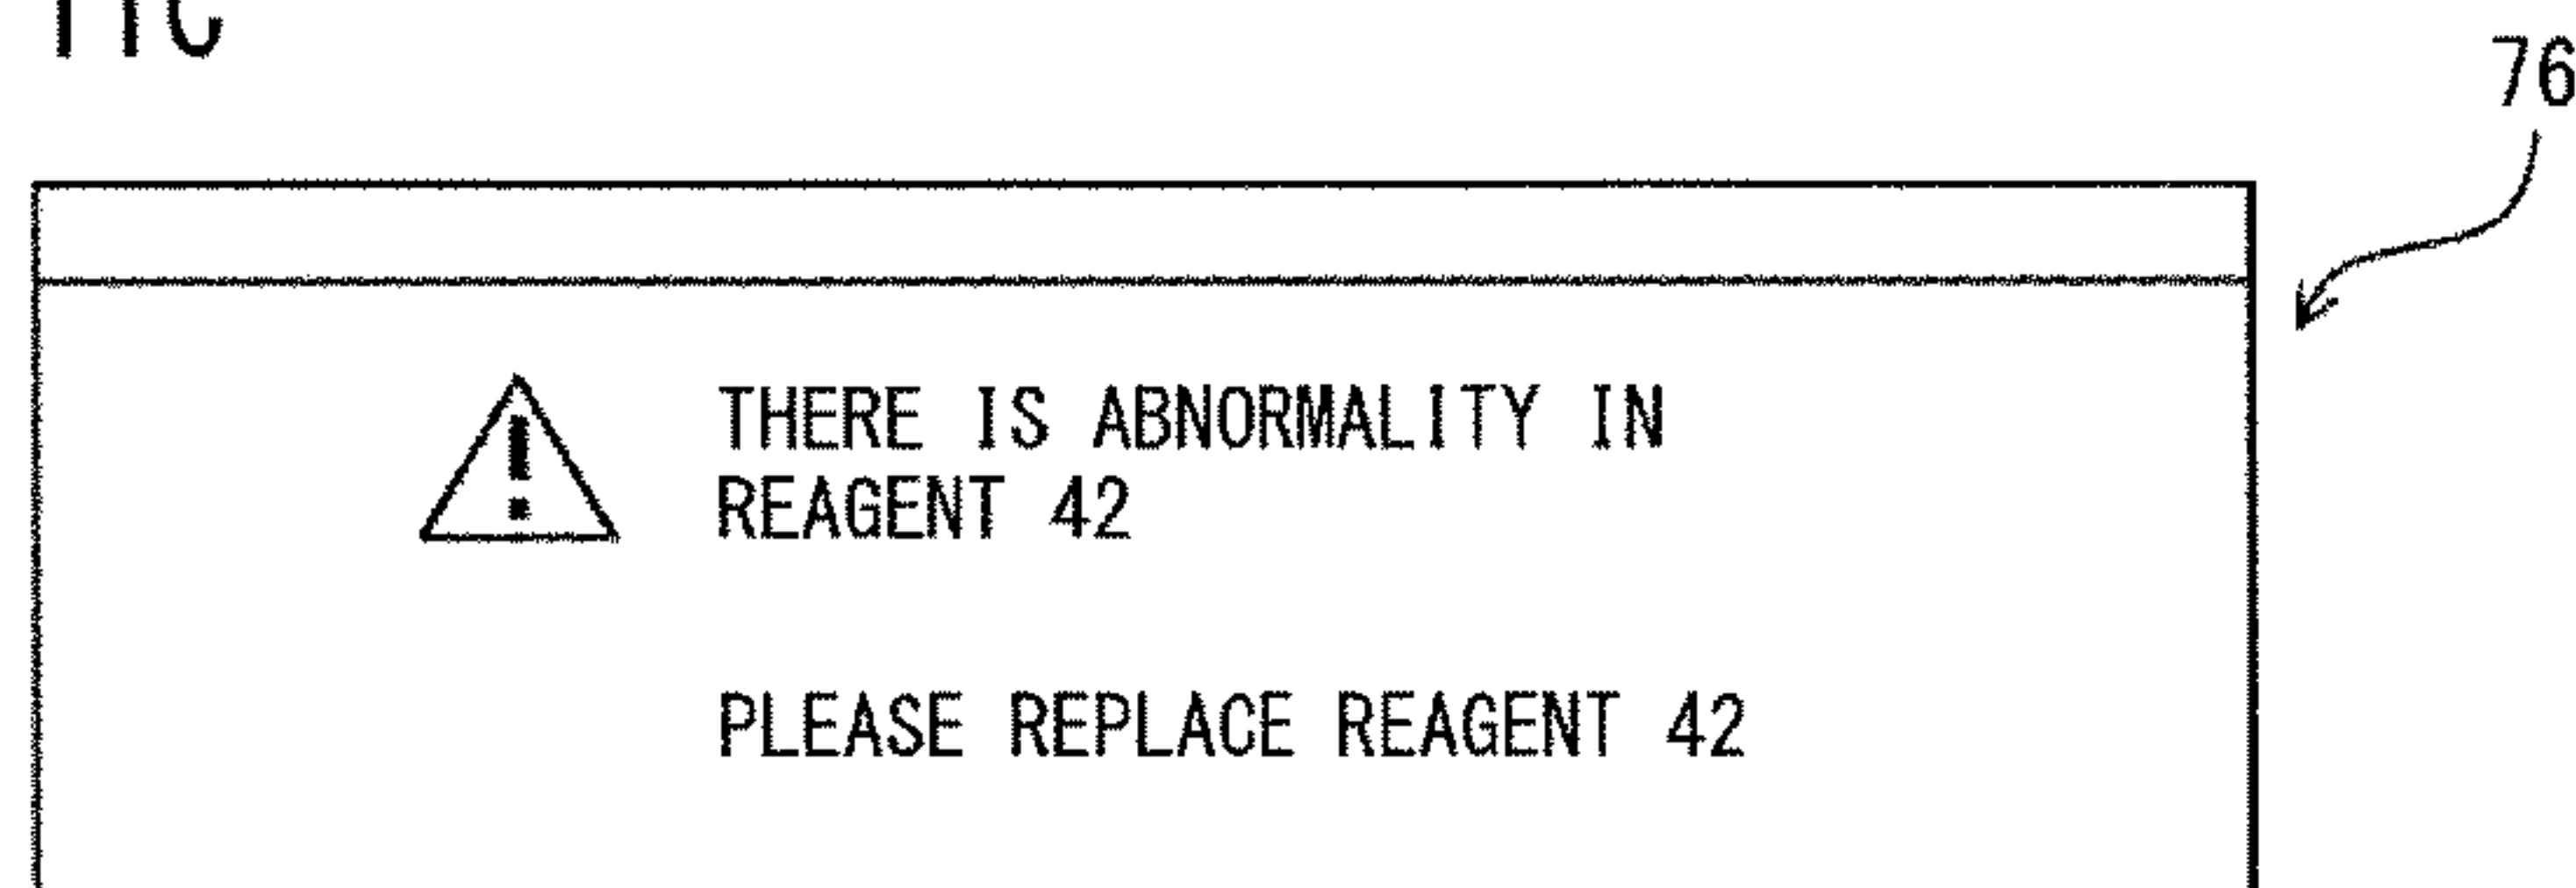 76
THERE IS ABNORMALITY IN
REAGENT 42
PLEASE REPLACE REAGENT 42